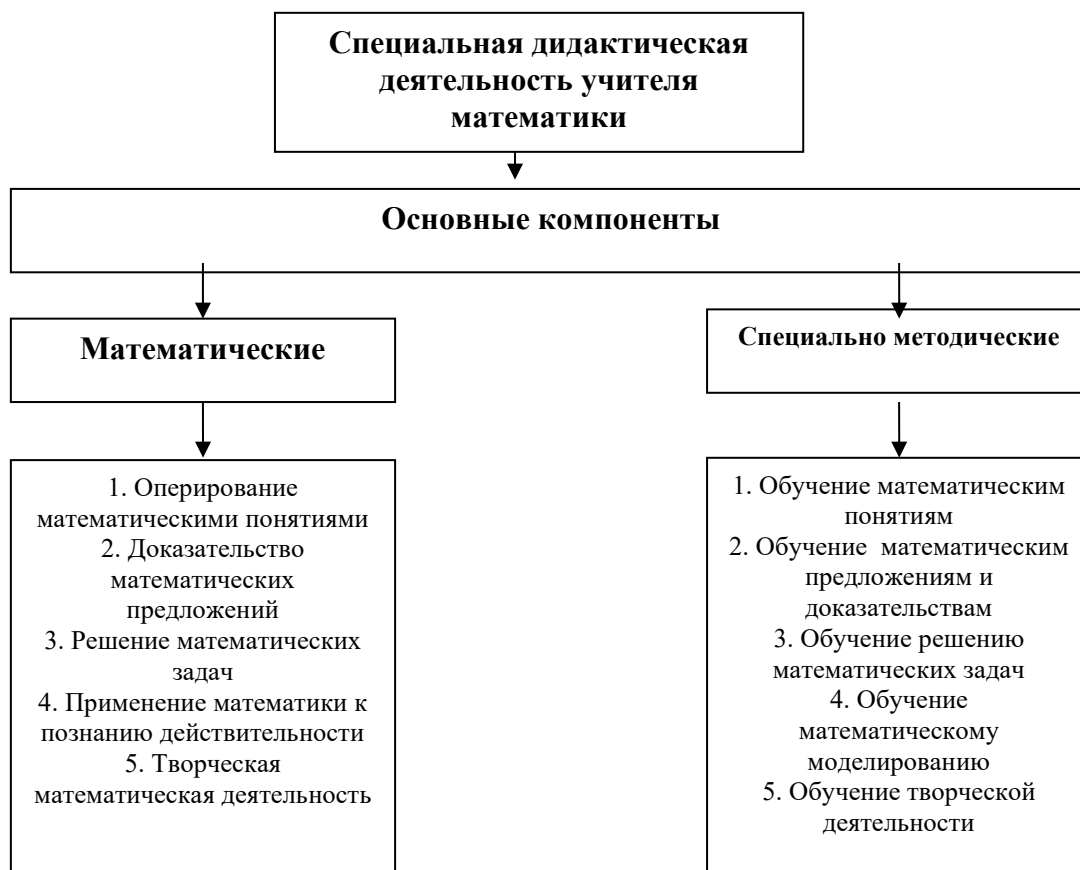 Специальная дидактическая
деятельность учителя
математики
Основные компоненты
Математические
Специально методические
1. Оперирование
математическими понятиями
2. Доказательство
математических
предложений
3. Решение математических
задач
4. Применение математики к
познанию действительности
5. Творческая
математическая деятельность
1. Обучение математическим
понятиям
2. Обучение математическим
предложениям и
доказательствам
3. Обучение решению
математических задач
4. Обучение
математическому
моделированию
5. Обучение творческой
деятельности